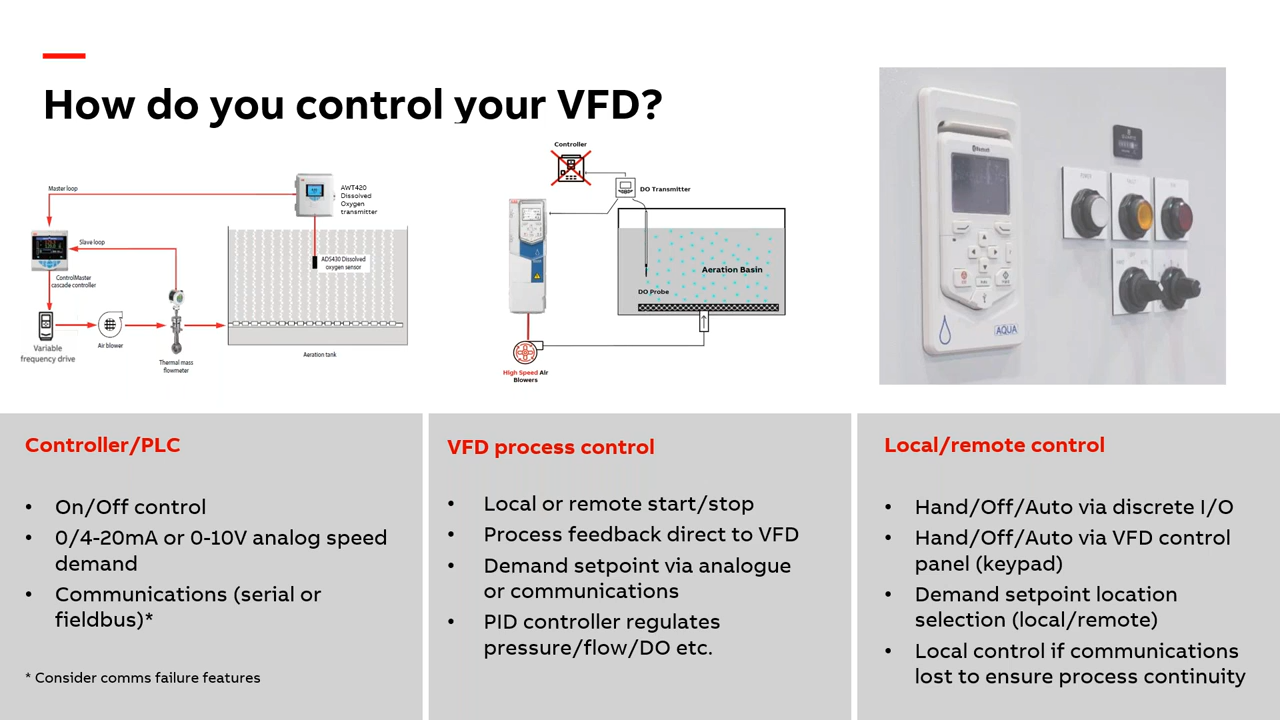 How do you control your VFD?
Master loop
AWT420
Dissolved
Oxygen
transmitter
Slave loop
ADS430 Dissolved
oxygen sensor
ControlMaster
cascade controller
Variable
frequency drive
Air blower
Thermal mass
flowmeter
Aeration tank
Controller
DO Transmitter
Aeration Basin
DO Probe
High Speed Air
Blowers
AQUA
Controller/PLC
• On/Off control
• 0/4-20mA or 0-10V analog speed
demand
• Communications (serial or
fieldbus)*
* Consider comms failure features
VFD process control
• Local or remote start/stop
• Process feedback direct to VFD
• Demand setpoint via analogue
or communications
• PID controller regulates
pressure/flow/DO etc.
Local/remote control
• Hand/Off/Auto via discrete I/O
• Hand/Off/Auto via VFD control
panel (keypad)
• Demand setpoint location
selection (local/remote)
• Local control if communications
lost to ensure process continuity